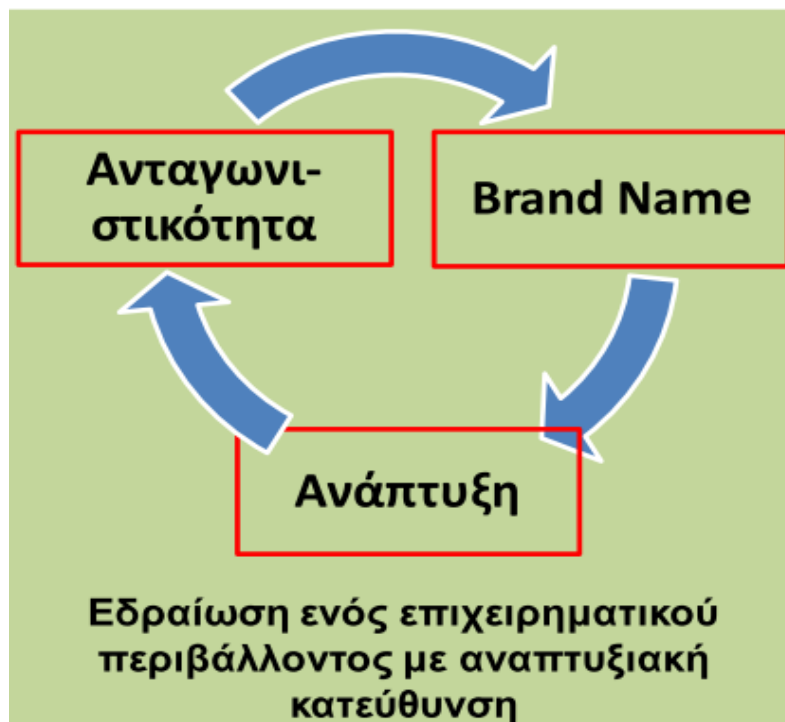 Ανταγωνι-
στικότητα
Brand Name
Ανάπτυξη
Εδραίωση ενός επιχειρηματικού
περιβάλλοντος με αναπτυξιακή
κατεύθυνση